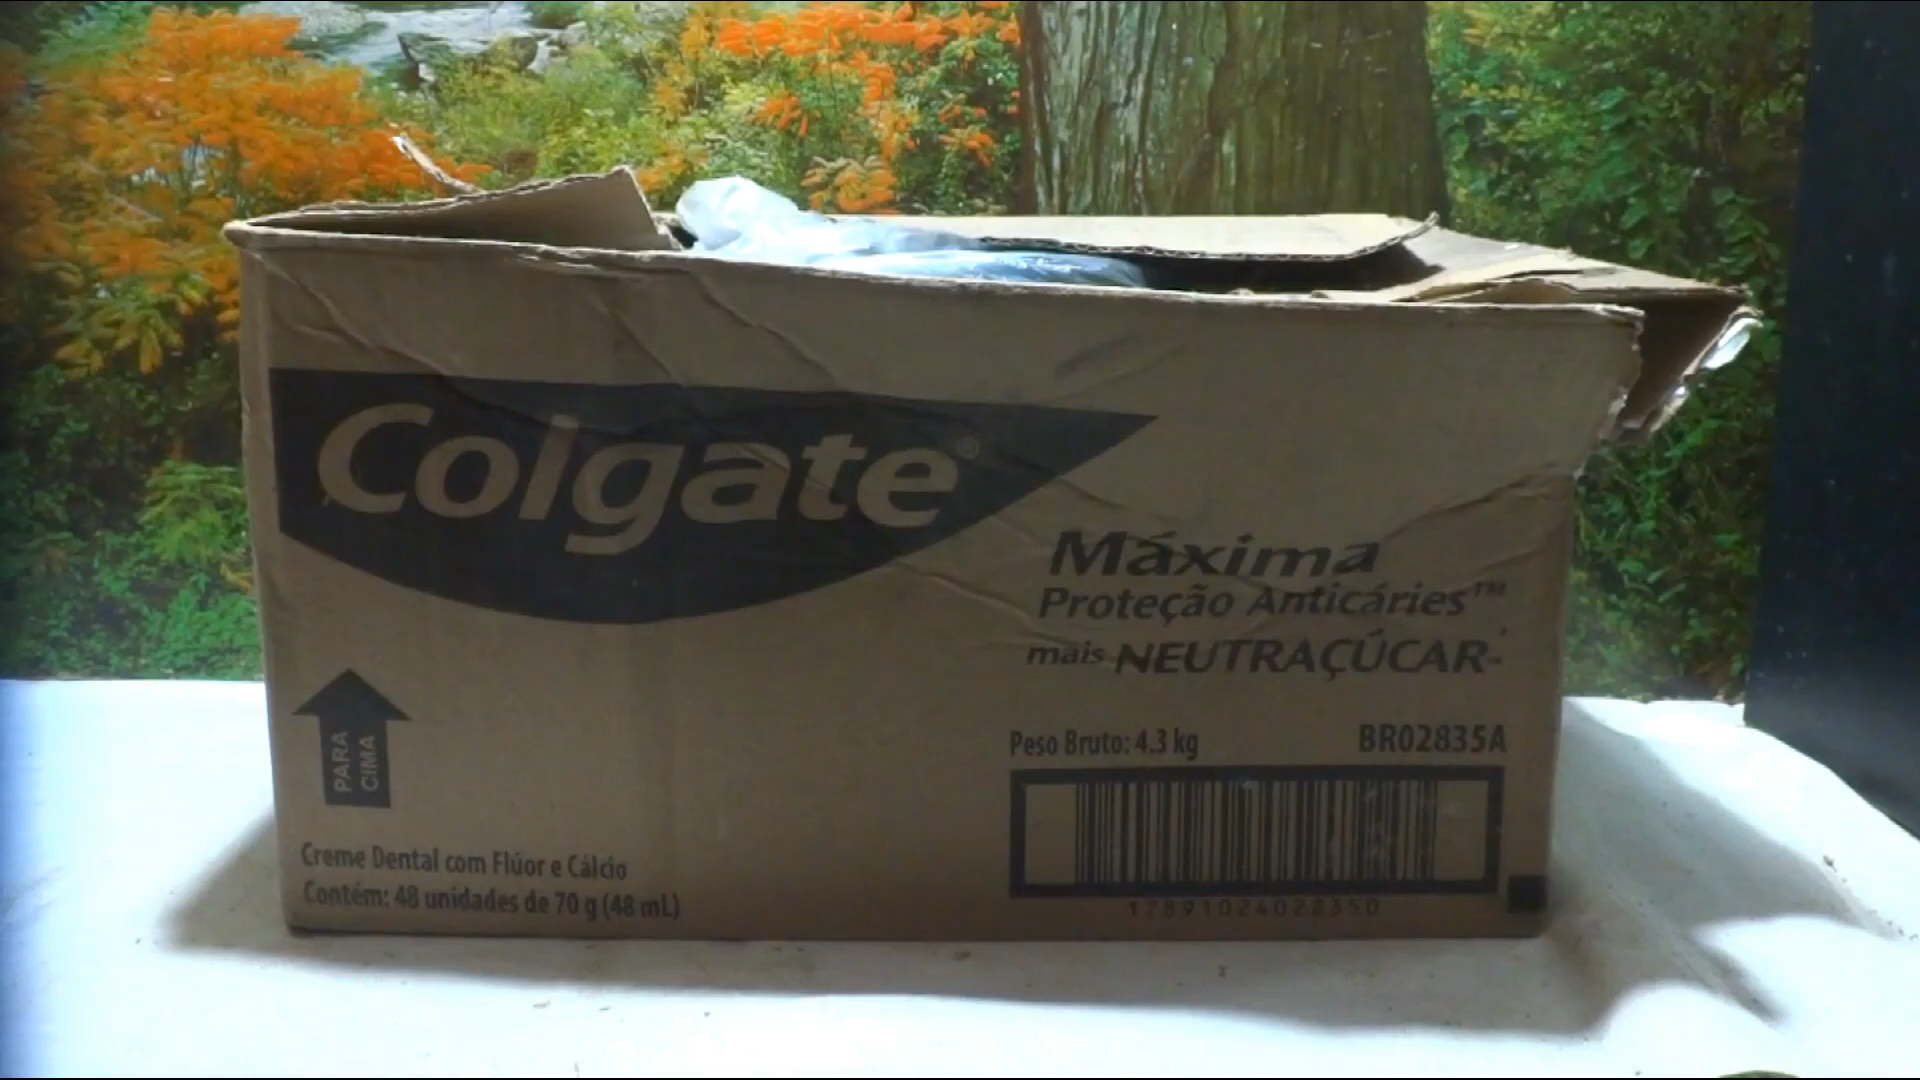 Colgate®
Máxima
Proteção Anticáries™
mais NEUTRAÇÚCAR
PARA
CIMA
Peso Bruto: 4.3 kg
BR02835A
Creme Dental com Flúor e Cálcio
Contém: 48 unidades de 70 g (48 mL)
17891024028350